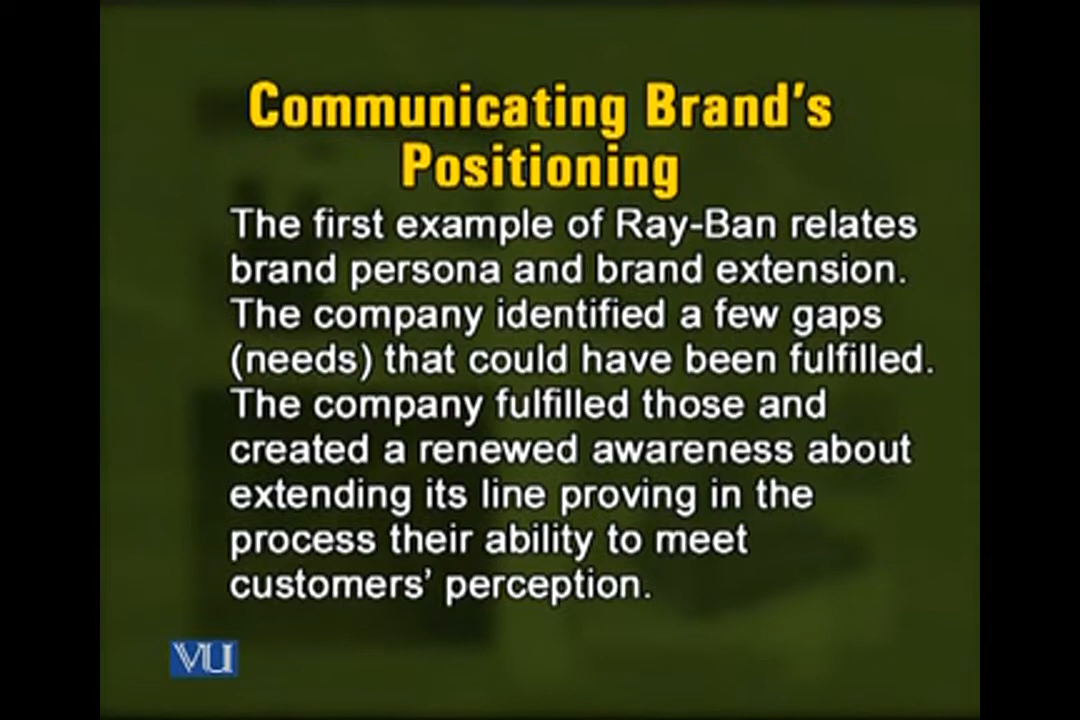 Communicating Brand's
Positioning
The first example of Ray-Ban relates
brand persona and brand extension.
The company identified a few gaps
(needs) that could have been fulfilled.
The company fulfilled those and
created a renewed awareness about
extending its line proving in the
process their ability to meet
customers' perception.
VU